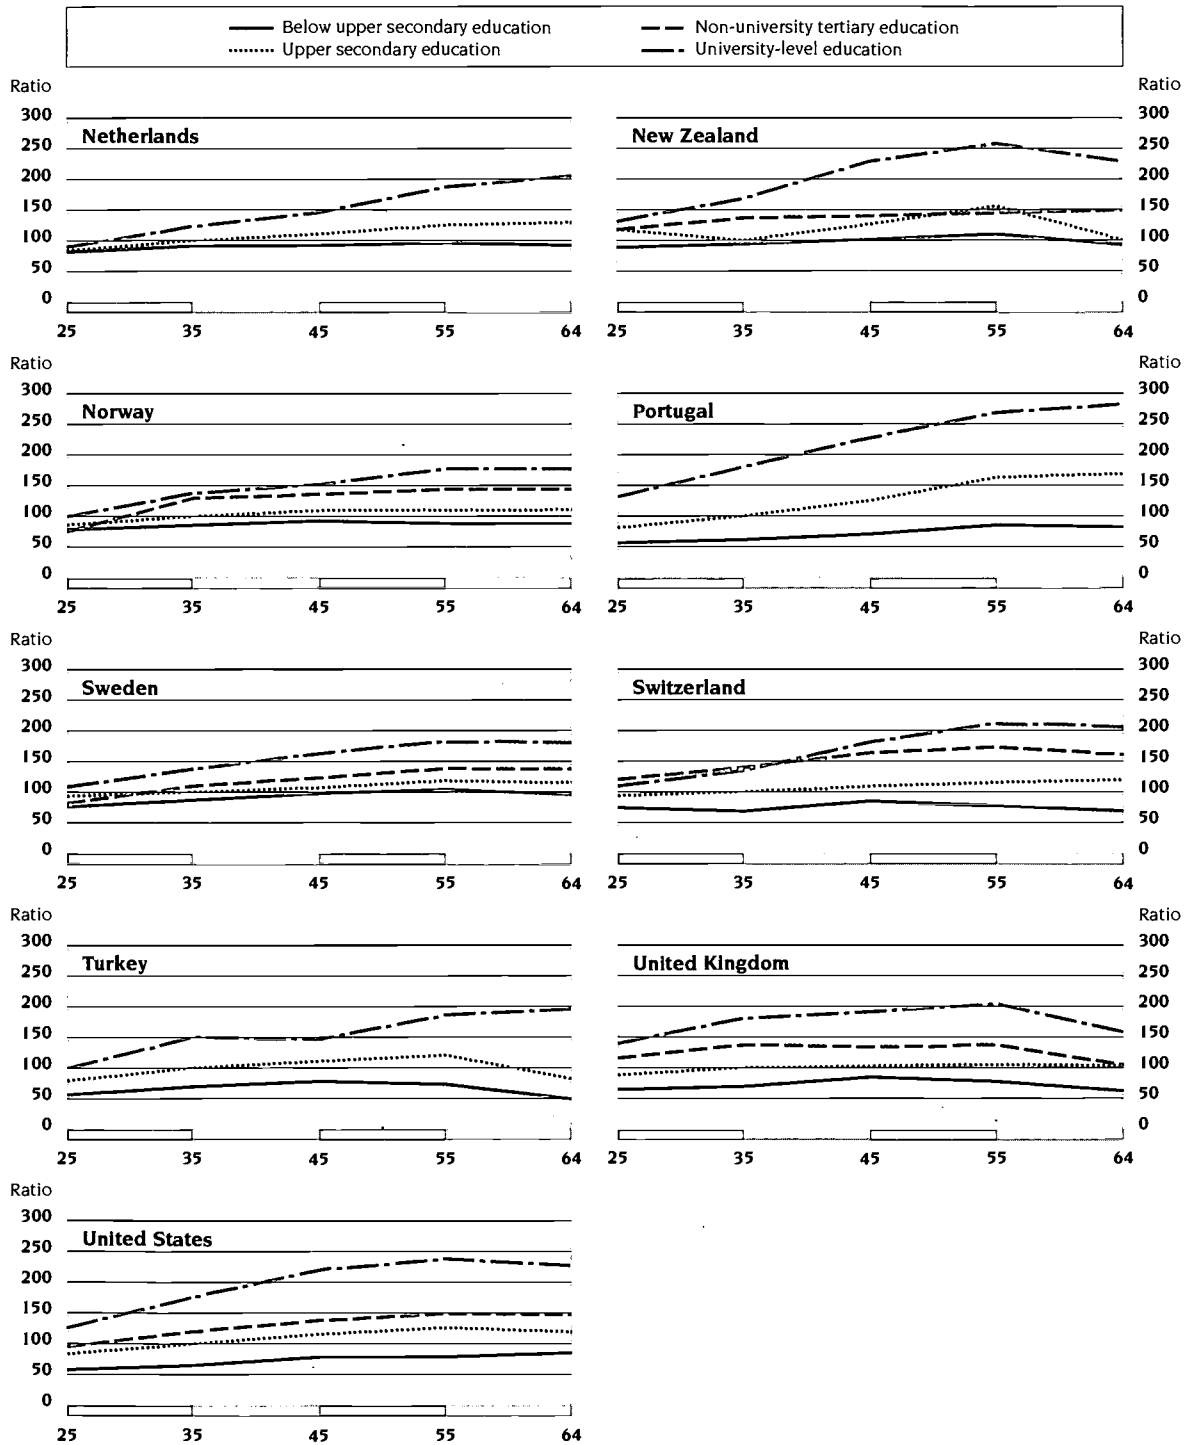 Below upper secondary education Non-university tertiary education
Upper secondary education University-level education
Ratio Ratio
300 300
Netherlands New Zealand
250 250
200 200
150 150
100 100
50 50
0 0
25 35 45 55 64 25 35 45 55 64
Ratio Ratio
300 300
Norway Portugal
250 250
200 200
150 150
100 100
50 50
0 0
25 35 45 55 64 25 35 45 55 64
Ratio Ratio
300 300
Sweden Switzerland
250 250
200 200
150 150
100 100
50 50
0 0
25 35 45 55 64 25 35 45 55 64
Ratio Ratio
300 300
Turkey United Kingdom
250 250
200 200
150 150
100 100
50 50
0 0
25 35 45 55 64 25 35 45 55 64
Ratio
300
United States
250
200
150
100
50
0
25 35 45 55 64